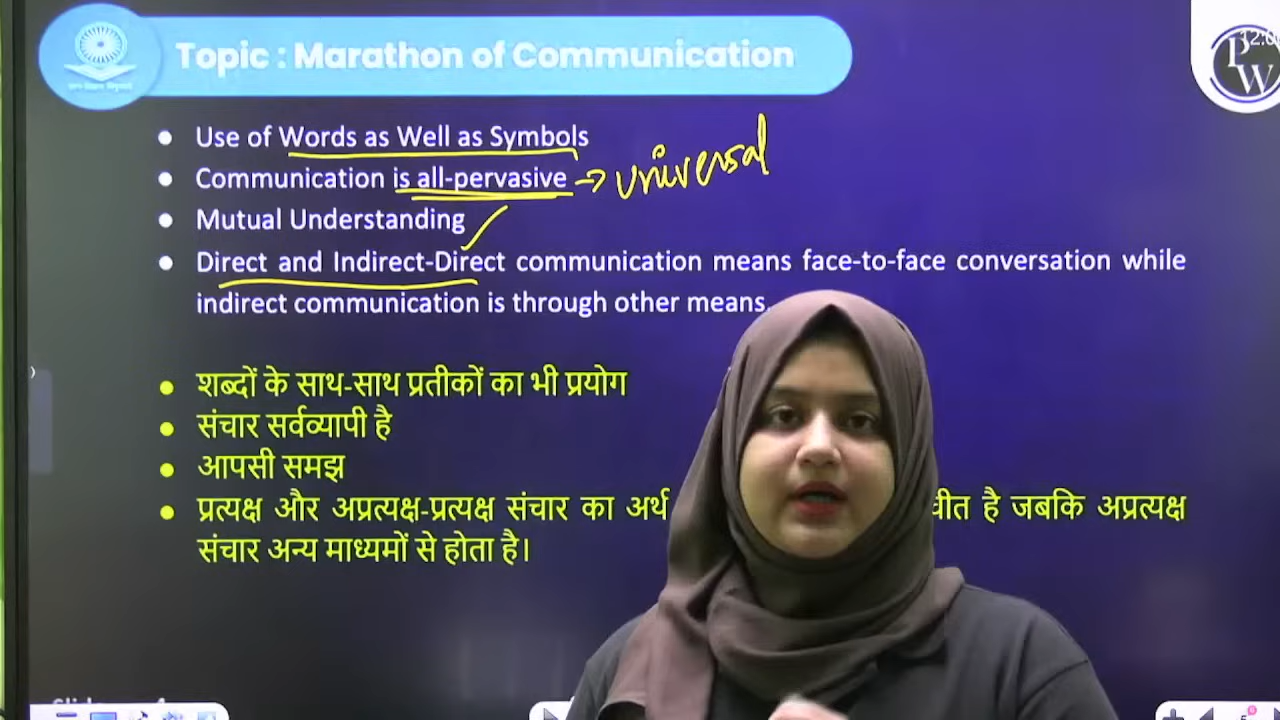 Topic : Marathon of Communication
12:0
PW
Use of Words as Well as Symbols
Communication is all-pervasive → universal
Mutual Understanding
Direct and Indirect-Direct communication means face-to-face conversation while
indirect communication is through other means.
शब्दों के साथ-साथ प्रतीकों का भी प्रयोग
संचार सर्वव्यापी है
आपसी समझ
प्रत्यक्ष और अप्रत्यक्ष-प्रत्यक्ष संचार का अर्थ चीत है जबकि अप्रत्यक्ष
संचार अन्य माध्यमों से होता है।